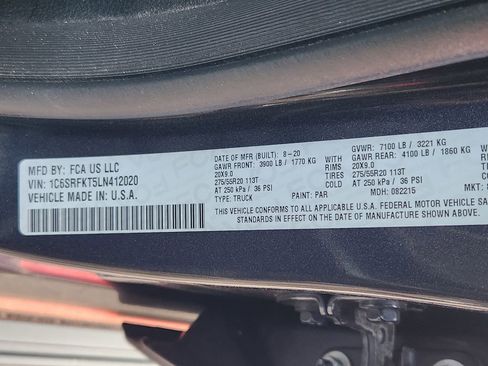 MFD BY: FCA US LLC
VIN: 1C6SRFKT5LN412020
VEHICLE MADE IN: U.S.A.
DATE OF MFR (BUILT): 8-20
GAWR FRONT: 3900 LB / 1770 KG WITH
20X9.0 RIMS
275/55R20 113T TIRES
AT 250 kPa / 36 PSI
TYPE: TRUCK PAINT: PAR
GVWR: 7100 LB / 3221 KG
GAWR REAR: 4100 LB / 1860 KG WITH
20X9.0
275/55R20 113T
AT 250 kPa / 36 PSI
MDH: 082215 MKT:
THIS VEHICLE CONFORMS TO ALL APPLICABLE U.S.A. FEDERAL MOTOR VEHICLE
STANDARDS IN EFFECT ON THE DATE OF MANUFACTURE SHOWN ABOVE.